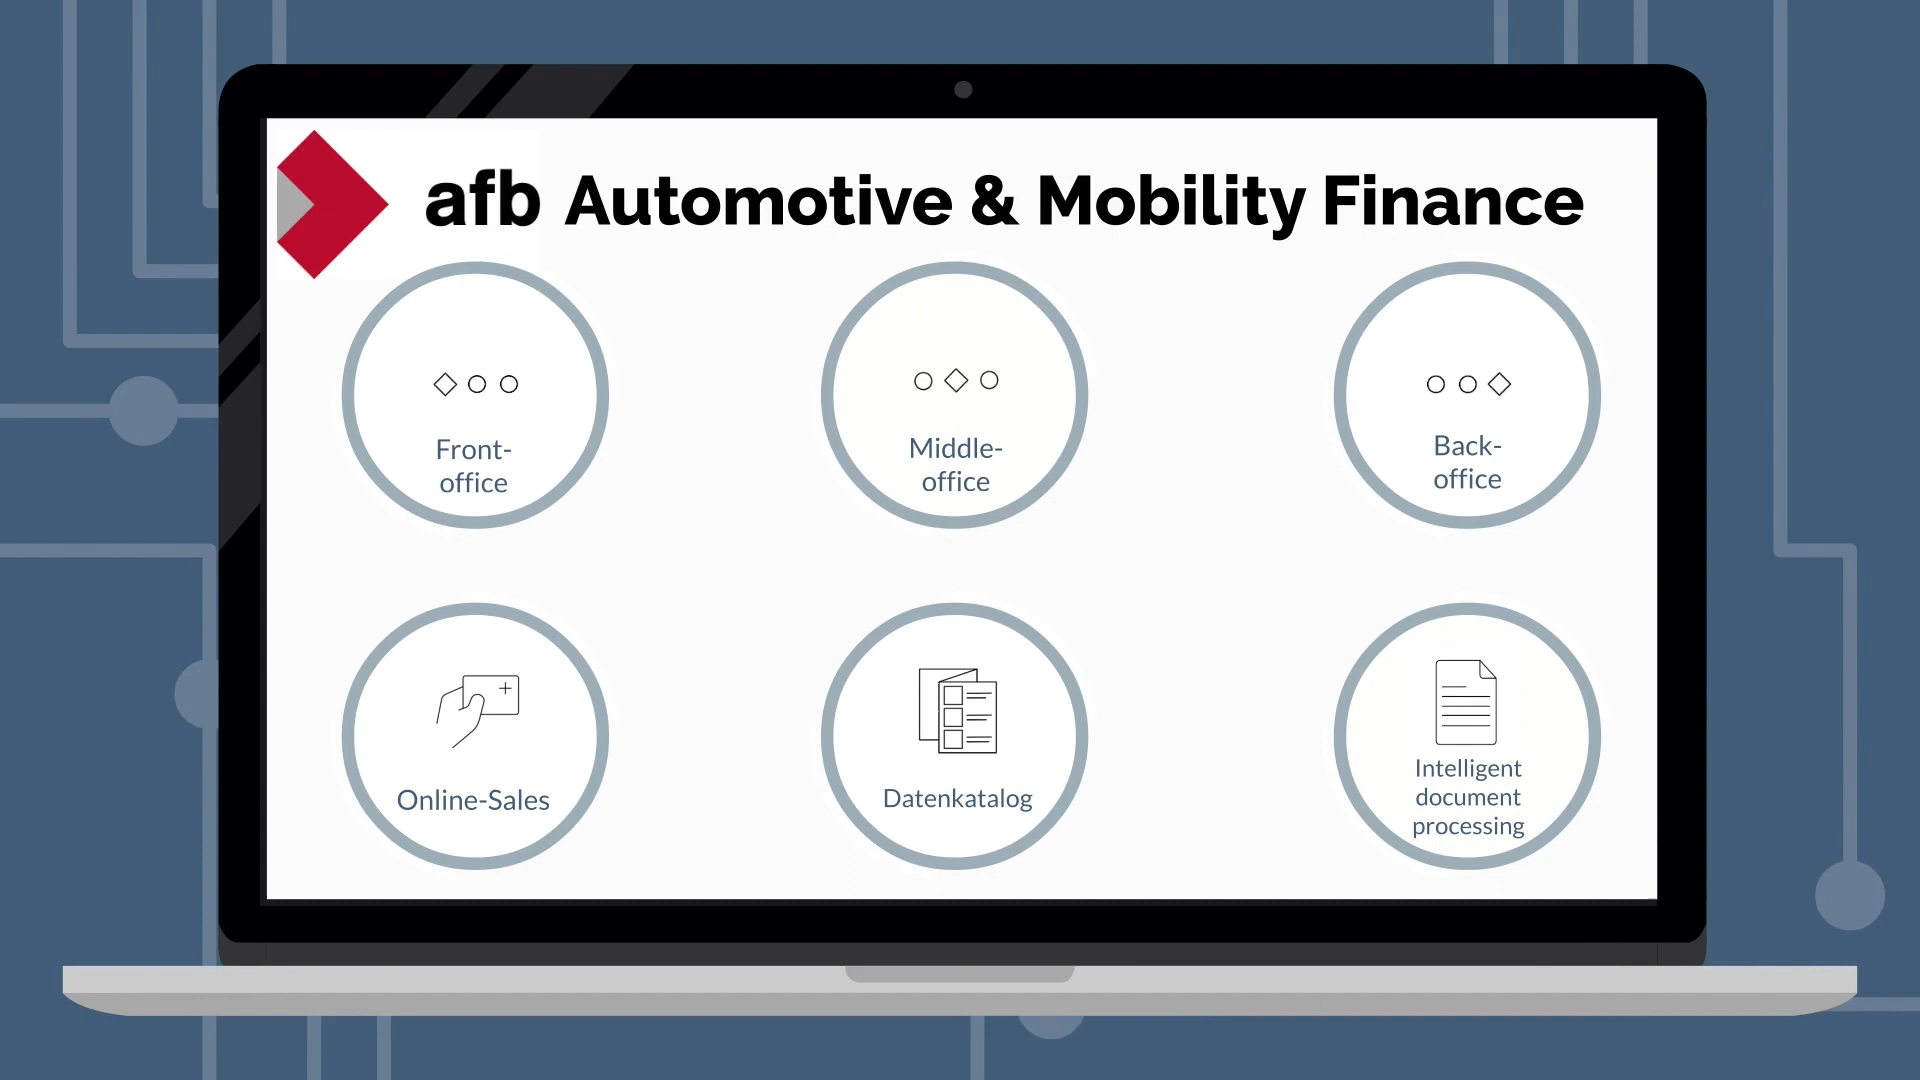 afb Automotive & Mobility Finance
Front-
office
Middle-
office
Back-
office
Online-Sales
Datenkatalog
Intelligent
document
processing